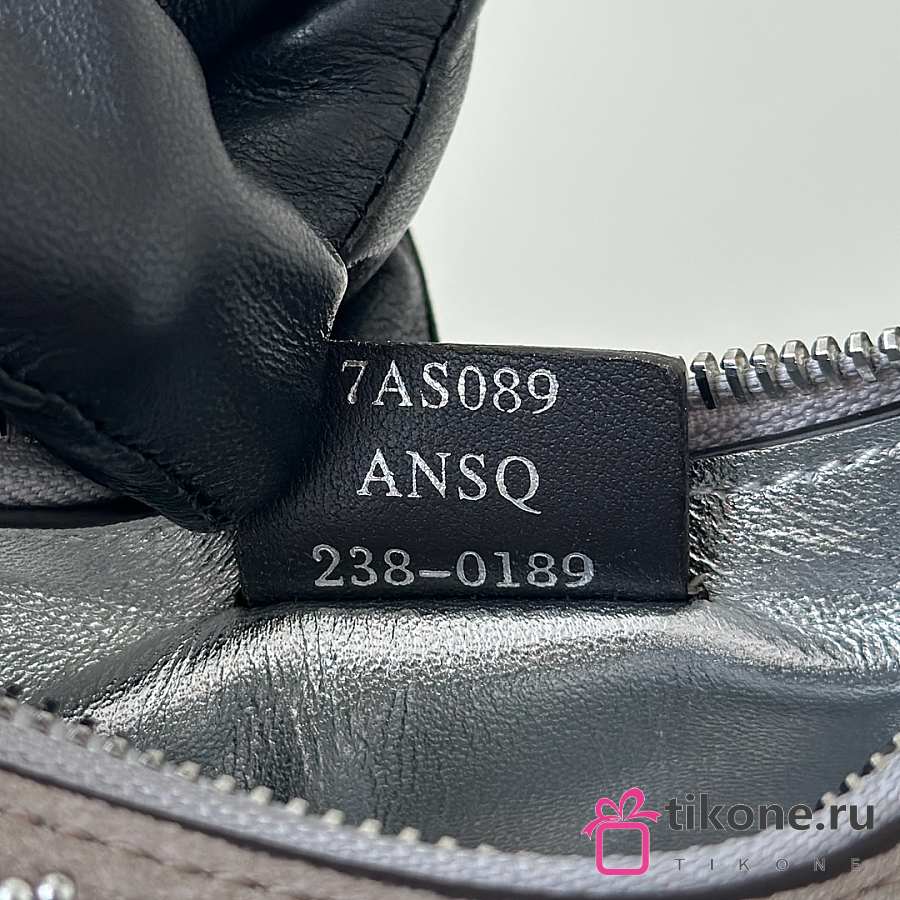 7AS089
ANSQ
238-0189
tikone.ru
TIKONE